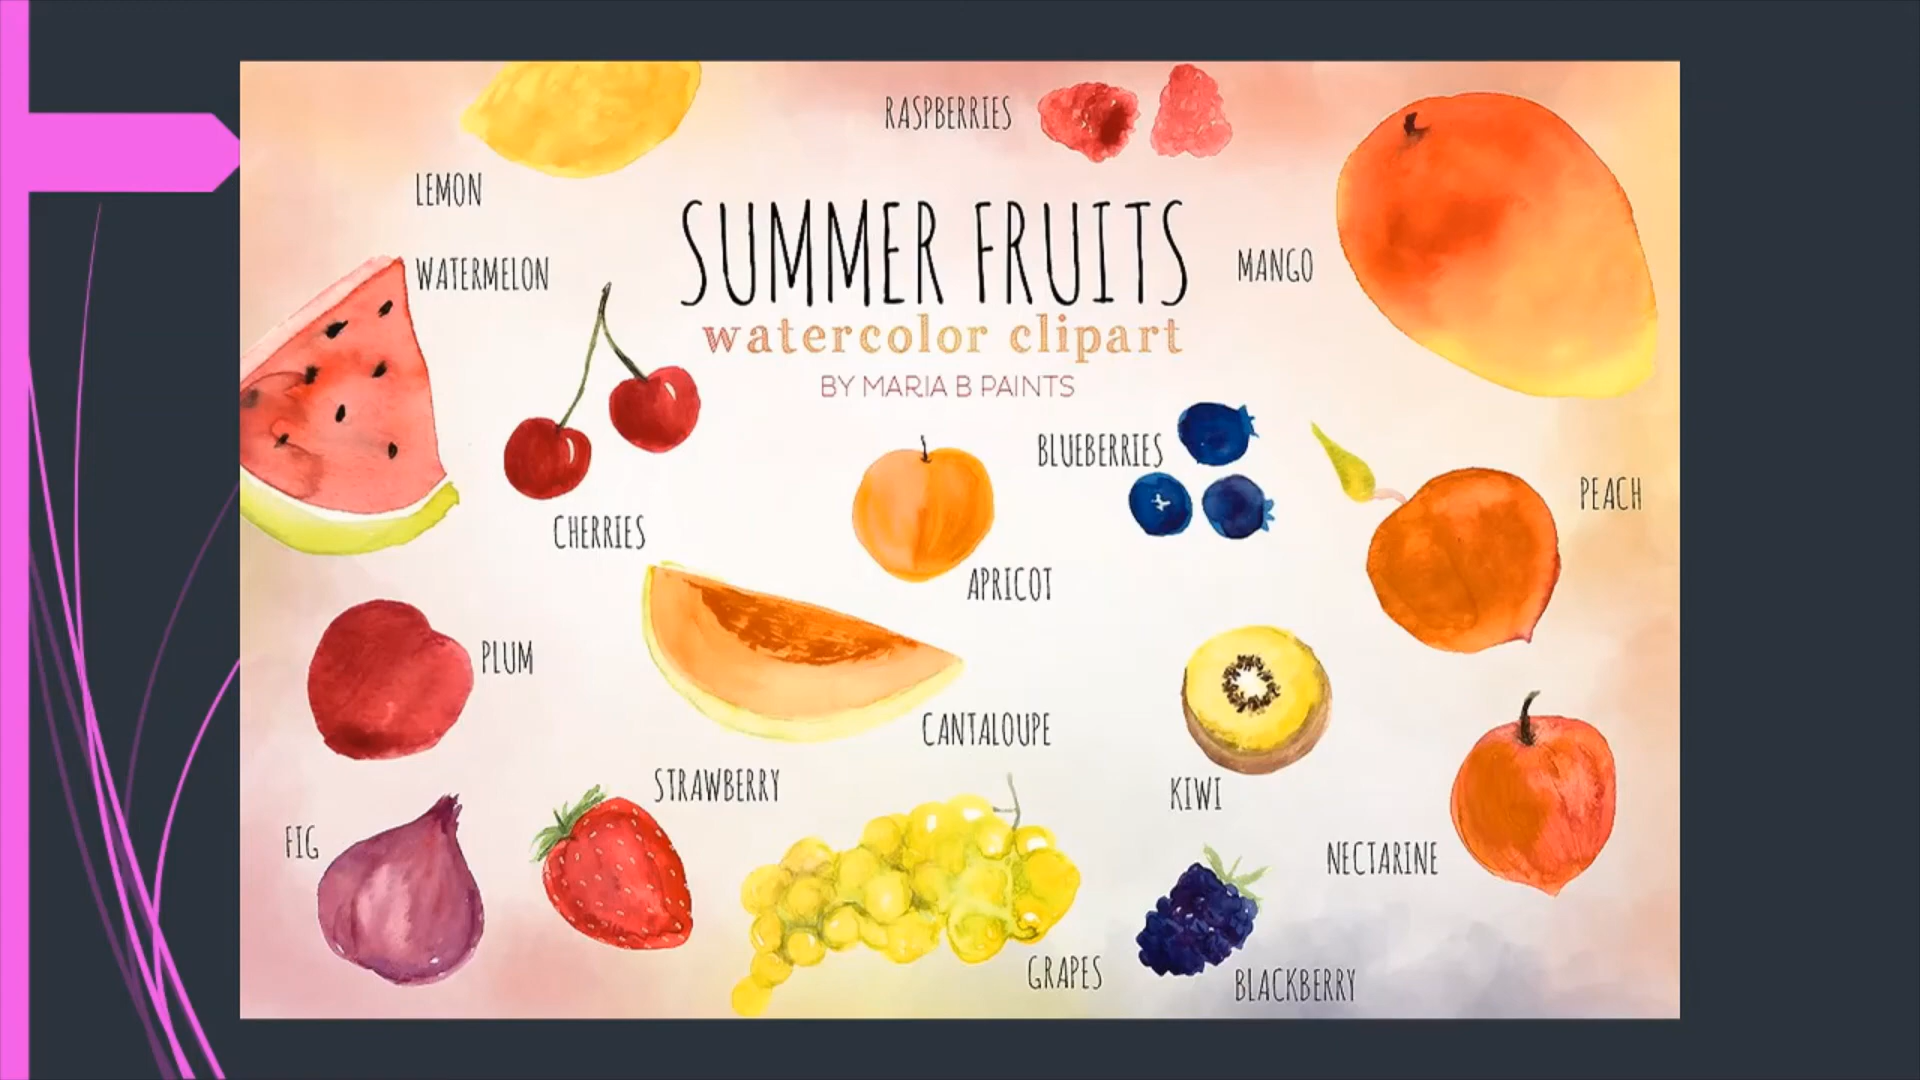 RASPBERRIES
LEMON
SUMMER FRUITS
WATERMELON
MANGO
watercolor clipart
BY MARIA B PAINTS
BLUEBERRIES
PEACH
CHERRIES
APRICOT
PLUM
CANTALOUPE
STRAWBERRY
KIWI
FIG
NECTARINE
GRAPES
BLACKBERRY